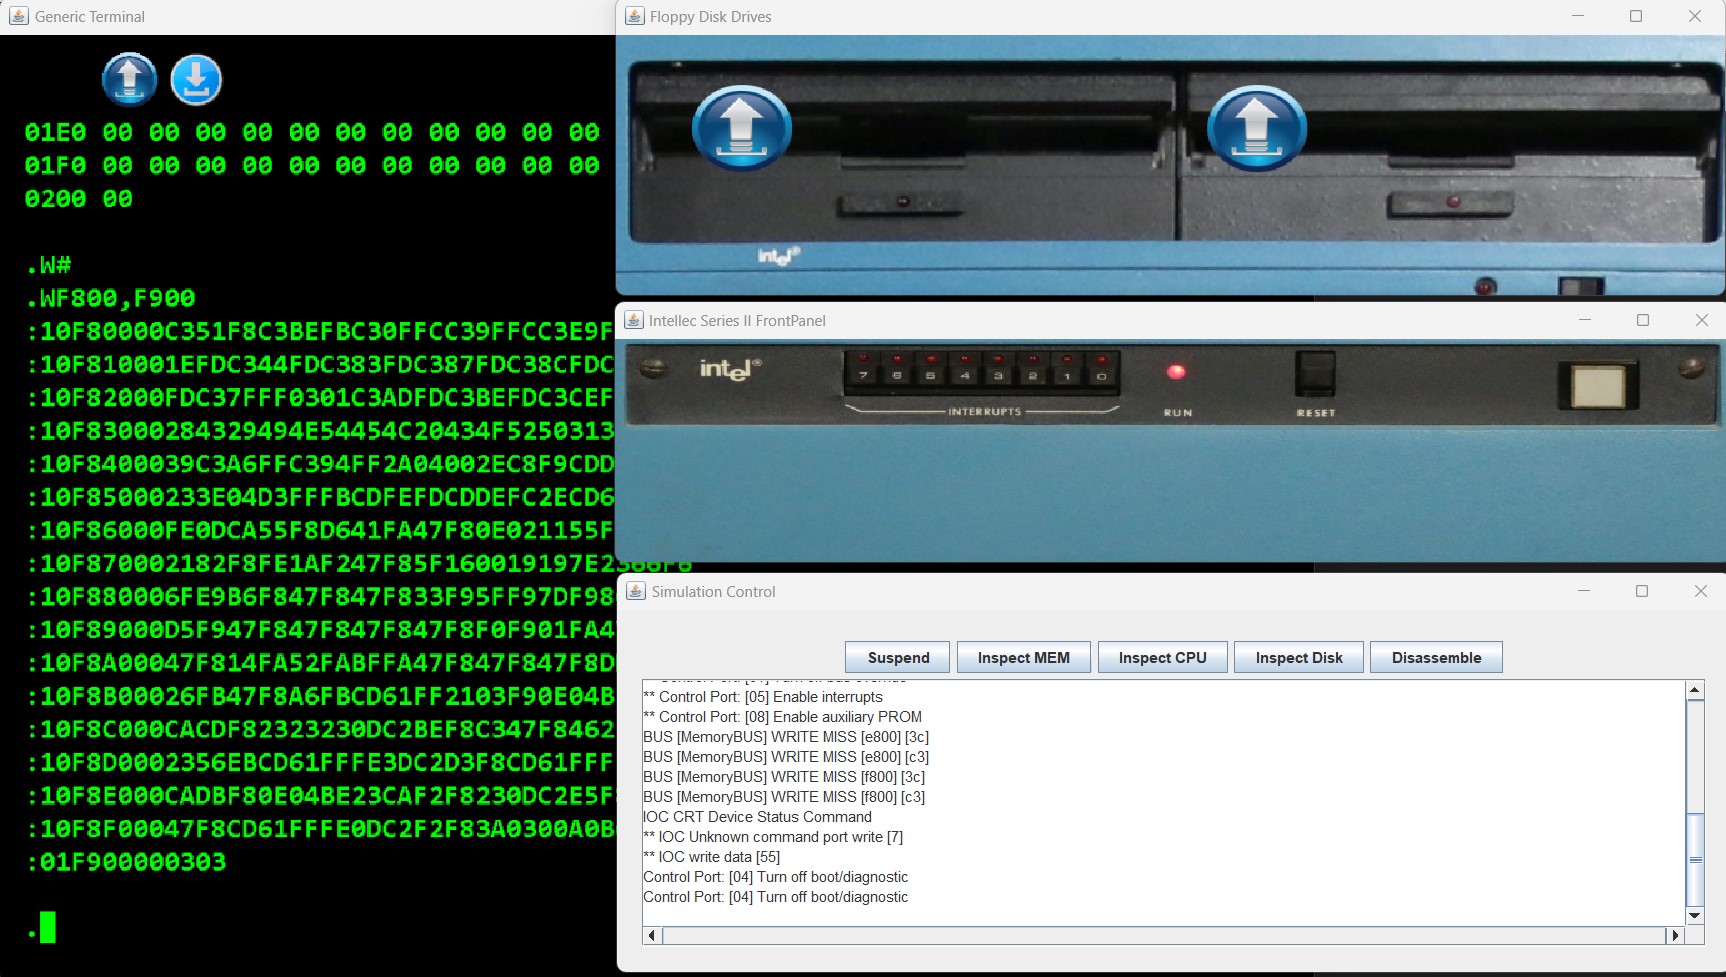 Generic Terminal
01E0 00 00 00 00 00 00 00 00 00 00 00
01F0 00 00 00 00 00 00 00 00 00 00 00
0200 00
.W#
.WF800,F900
:10F80000C351F8C3BEFBC30FFCC39FFCC3E9F
:10F810001EFDC344FDC383FDC387FDC38CFDC
:10F82000FDC37FFF0301C3ADFDC3BEFDC3CEF
:10F83000284329494E54454C20434F5250313
:10F8400039C3A6FFC394FF2A04002EC8F9CDD
:10F85000233E04D3FFFBCDFEFDCDDEFC2ECD6
:10F86000FE0DCA55F8D641FA47F80E021155F
:10F870002182F8FE1AF247F85F160019197E2366F6
:10F880006FE9B6F847F847F833F95FF97DF98
:10F89000D5F947F847F847F847F8F0F901FA4
:10F8A00047F814FA52FABFFA47F847F847F8D
:10F8B00026FB47F8A6FBCD61FF2103F90E04B
:10F8C000CACDF82323230DC2BEF8C347F8462
:10F8D0002356EBCD61FFFE3DC2D3F8CD61FFF
:10F8E000CADBF80E04BE23CAF2F8230DC2E5F
:10F8F00047F8CD61FFFE0DC2F2F83A0300A0B
:01F900000303
.
Floppy Disk Drives
intel®
Intellec Series II FrontPanel
intel®
7 6 5 4 3 2 1 0
INTERRUPTS
RUN
RESET
Simulation Control
Suspend
Inspect MEM
Inspect CPU
Inspect Disk
Disassemble
** Control Port: [05] Enable interrupts
** Control Port: [08] Enable auxiliary PROM
BUS [MemoryBUS] WRITE MISS [e800] [3c]
BUS [MemoryBUS] WRITE MISS [e800] [c3]
BUS [MemoryBUS] WRITE MISS [f800] [3c]
BUS [MemoryBUS] WRITE MISS [f800] [c3]
IOC CRT Device Status Command
** IOC Unknown command port write [7]
** IOC write data [55]
Control Port: [04] Turn off boot/diagnostic
Control Port: [04] Turn off boot/diagnostic